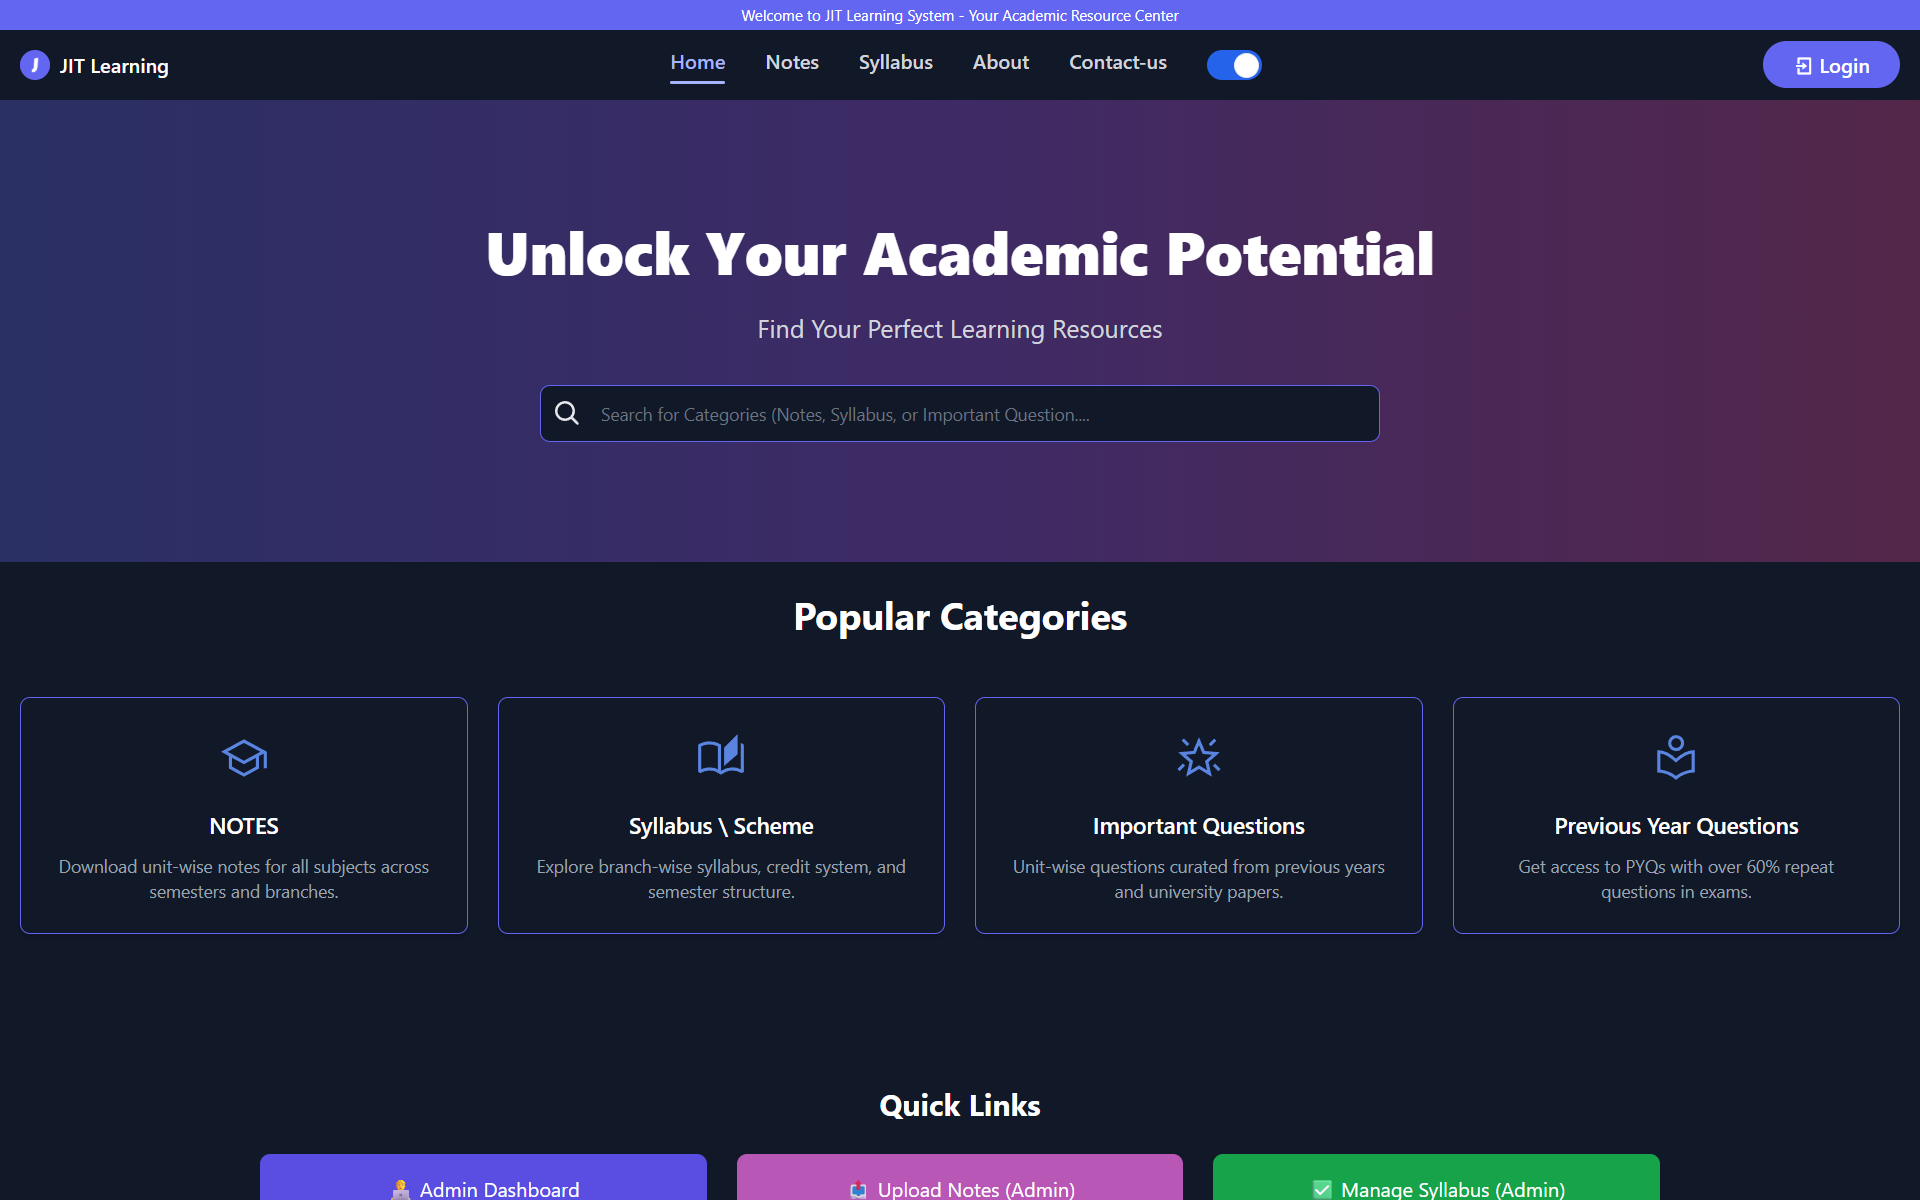 Welcome to JIT Learning System - Your Academic Resource Center
J JIT Learning
Home Notes Syllabus About Contact-us
Login
Unlock Your Academic Potential
Find Your Perfect Learning Resources
Search for Categories (Notes, Syllabus, or Important Question....
Popular Categories
NOTES
Download unit-wise notes for all subjects across
semesters and branches.
Syllabus \ Scheme
Explore branch-wise syllabus, credit system, and
semester structure.
Important Questions
Unit-wise questions curated from previous years
and university papers.
Previous Year Questions
Get access to PYQs with over 60% repeat
questions in exams.
Quick Links
Admin Dashboard
Upload Notes (Admin)
Manage Syllabus (Admin)